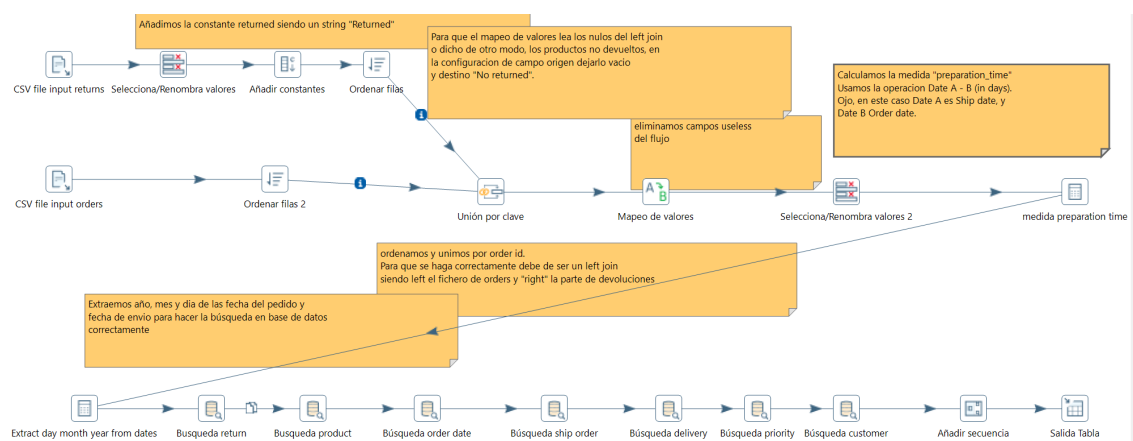 Añadimos la constante returned siendo un string "Returned"
Para que el mapeo de valores lea los nulos del left join
o dicho de otro modo, los productos no devueltos, en
la configuracion de campo origen dejarlo vacio
y destino "No returned".
CSV file input returns
Selecciona/Renombra valores
Añadir constantes
Ordenar filas
Calculamos la medida "preparation_time"
Usamos la operacion Date A - B (in days).
Ojo, en este caso Date A es Ship date, y
Date B Order date.
eliminamos campos useless
del flujo
CSV file input orders
Ordenar filas 2
Unión por clave
Mapeo de valores
Selecciona/Renombra valores 2
medida preparation time
ordenamos y unimos por order id.
Para que se haga correctamente debe de ser un left join
siendo left el fichero de orders y "right" la parte de devoluciones
Extraemos año, mes y dia de las fecha del pedido y
fecha de envio para hacer la búsqueda en base de datos
correctamente
Extract day month year from dates
Busqueda return
Busqueda product
Búsqueda order date
Búsqueda ship order
Búsqueda delivery
Búsqueda priority
Búsqueda customer
Añadir secuencia
Salida Tabla